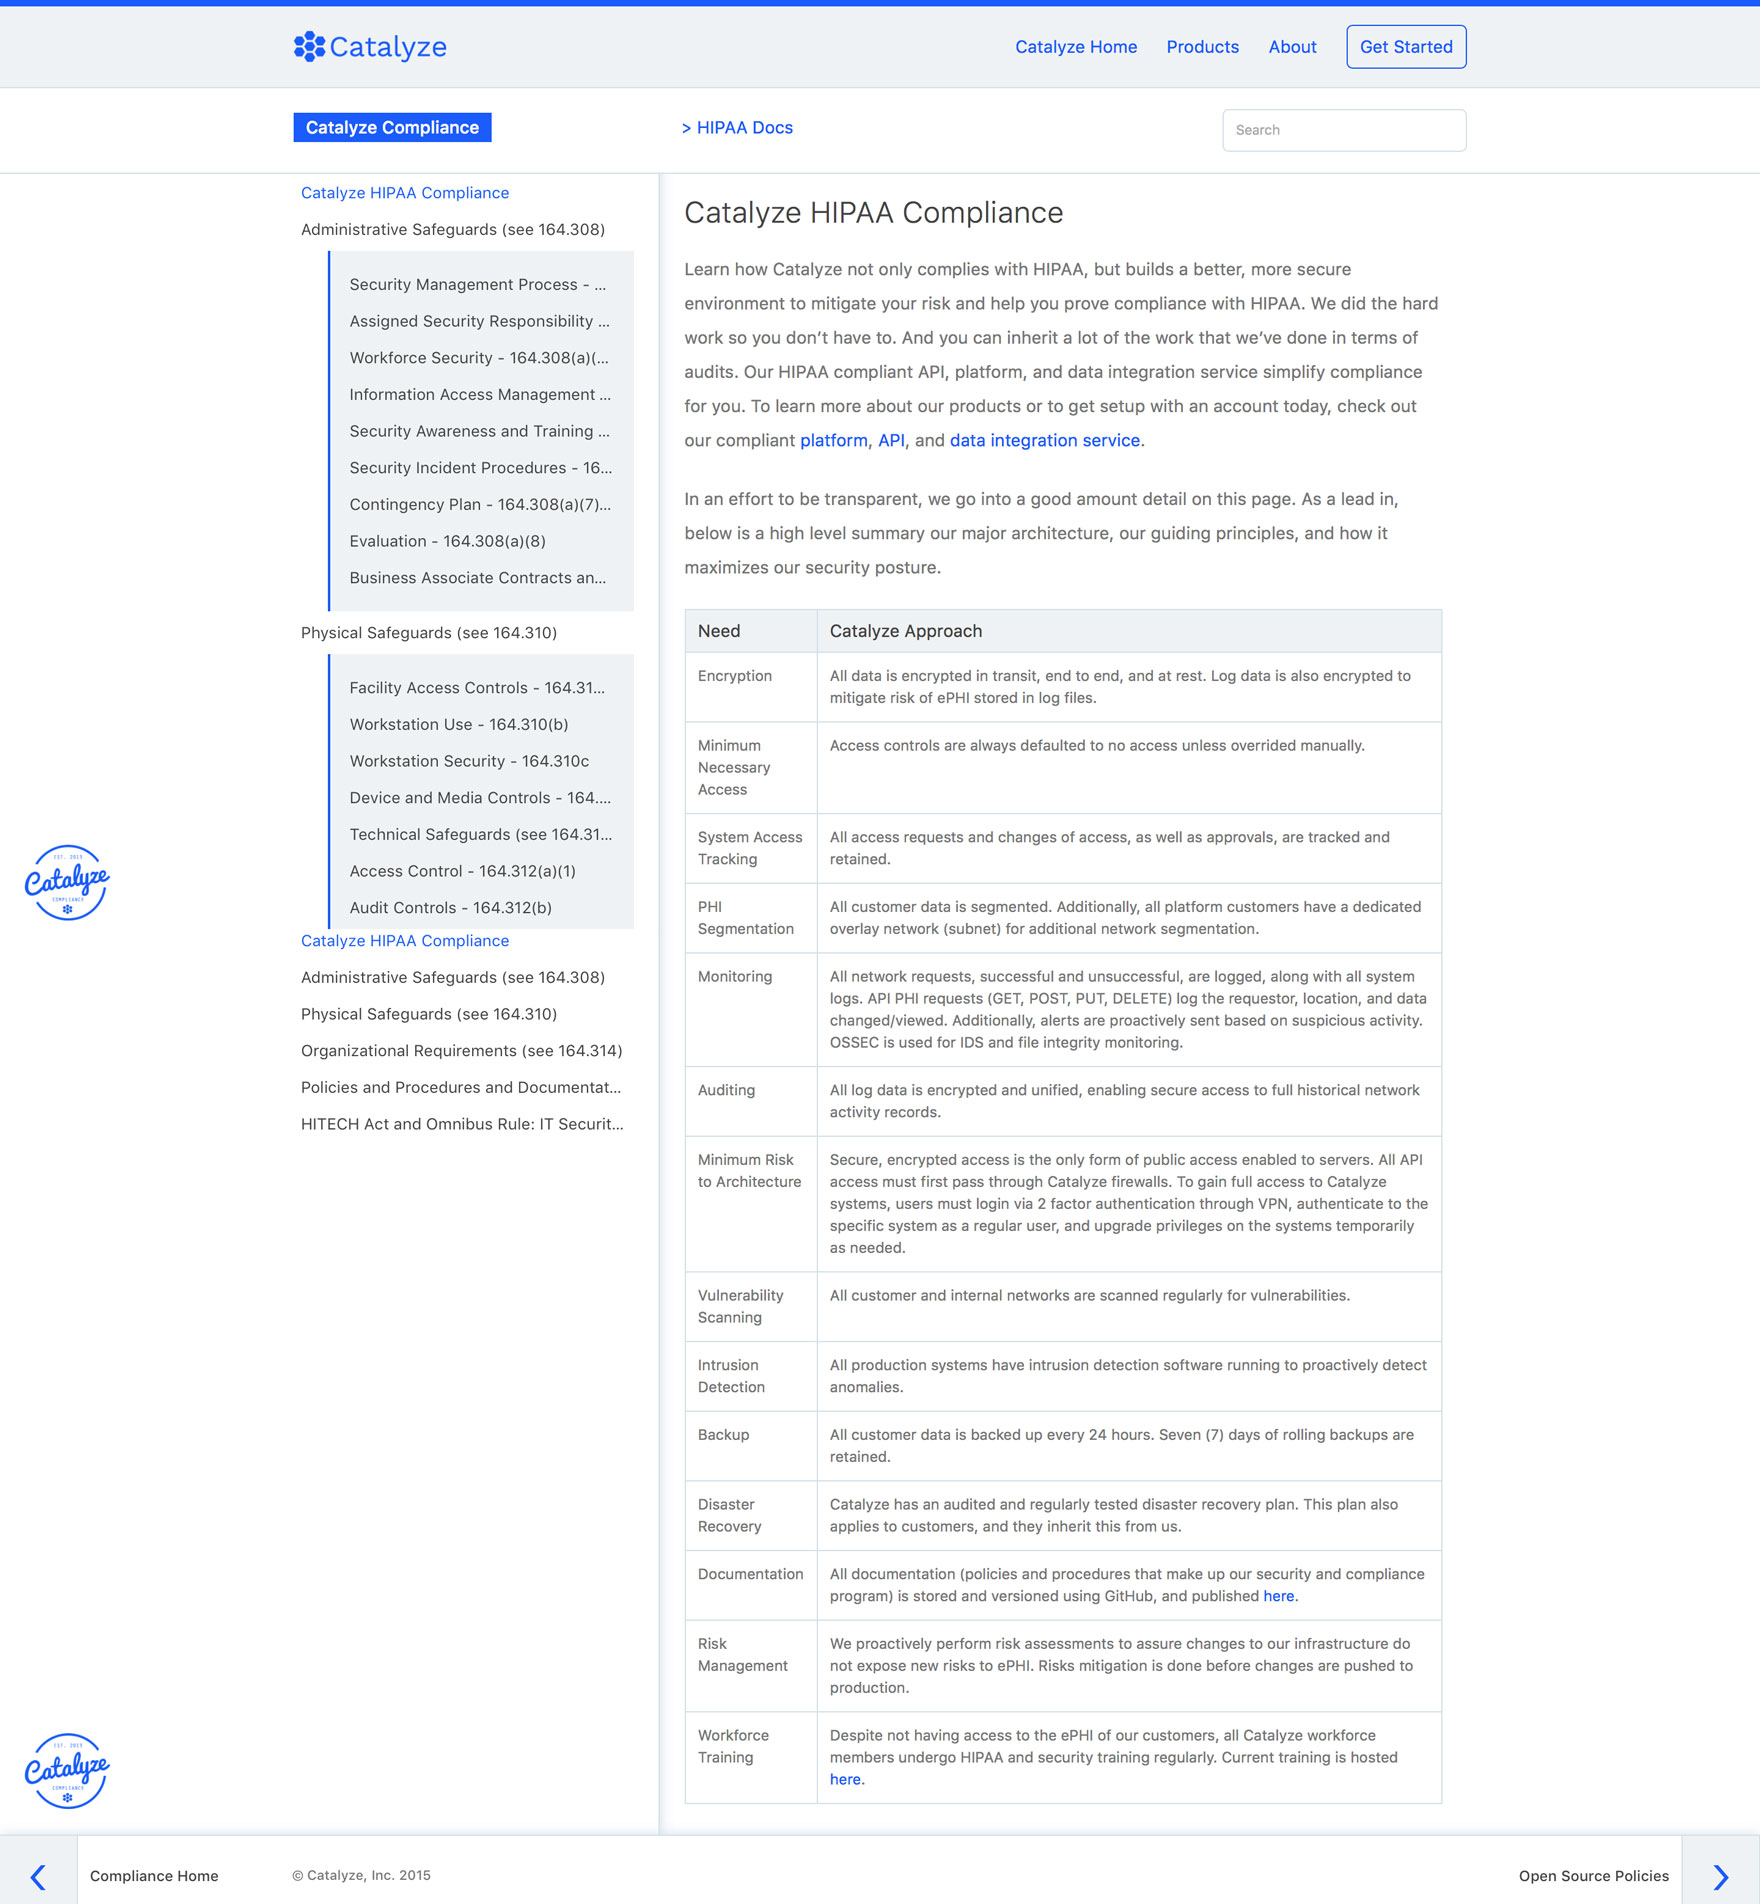 Catalyze
Catalyze Home
Products
About
Get Started
Catalyze Compliance
> HIPAA Docs
Search
Catalyze HIPAA Compliance
Administrative Safeguards (see 164.308)
Security Management Process - ...
Assigned Security Responsibility ...
Workforce Security - 164.308(a)(...
Information Access Management ...
Security Awareness and Training ...
Security Incident Procedures - 16...
Contingency Plan - 164.308(a)(7)...
Evaluation - 164.308(a)(8)
Business Associate Contracts an...
Physical Safeguards (see 164.310)
Facility Access Controls - 164.31...
Workstation Use - 164.310(b)
Workstation Security - 164.310c
Device and Media Controls - 164....
Technical Safeguards (see 164.31...
Access Control - 164.312(a)(1)
Audit Controls - 164.312(b)
Catalyze HIPAA Compliance
Administrative Safeguards (see 164.308)
Physical Safeguards (see 164.310)
Organizational Requirements (see 164.314)
Policies and Procedures and Documentat...
HITECH Act and Omnibus Rule: IT Securit...
EST. 2013
Catalyze
COMPLIANCE
EST. 2013
Catalyze
COMPLIANCE
Catalyze HIPAA Compliance
Learn how Catalyze not only complies with HIPAA, but builds a better, more secure
environment to mitigate your risk and help you prove compliance with HIPAA. We did the hard
work so you don’t have to. And you can inherit a lot of the work that we’ve done in terms of
audits. Our HIPAA compliant API, platform, and data integration service simplify compliance
for you. To learn more about our products or to get setup with an account today, check out
our compliant platform, API, and data integration service.
In an effort to be transparent, we go into a good amount detail on this page. As a lead in,
below is a high level summary our major architecture, our guiding principles, and how it
maximizes our security posture.
Need
Catalyze Approach
Encryption
All data is encrypted in transit, end to end, and at rest. Log data is also encrypted to
mitigate risk of ePHI stored in log files.
Minimum
Necessary
Access
Access controls are always defaulted to no access unless overrided manually.
System Access
Tracking
All access requests and changes of access, as well as approvals, are tracked and
retained.
PHI
Segmentation
All customer data is segmented. Additionally, all platform customers have a dedicated
overlay network (subnet) for additional network segmentation.
Monitoring
All network requests, successful and unsuccessful, are logged, along with all system
logs. API PHI requests (GET, POST, PUT, DELETE) log the requestor, location, and data
changed/viewed. Additionally, alerts are proactively sent based on suspicious activity.
OSSEC is used for IDS and file integrity monitoring.
Auditing
All log data is encrypted and unified, enabling secure access to full historical network
activity records.
Minimum Risk
to Architecture
Secure, encrypted access is the only form of public access enabled to servers. All API
access must first pass through Catalyze firewalls. To gain full access to Catalyze
systems, users must login via 2 factor authentication through VPN, authenticate to the
specific system as a regular user, and upgrade privileges on the systems temporarily
as needed.
Vulnerability
Scanning
All customer and internal networks are scanned regularly for vulnerabilities.
Intrusion
Detection
All production systems have intrusion detection software running to proactively detect
anomalies.
Backup
All customer data is backed up every 24 hours. Seven (7) days of rolling backups are
retained.
Disaster
Recovery
Catalyze has an audited and regularly tested disaster recovery plan. This plan also
applies to customers, and they inherit this from us.
Documentation
All documentation (policies and procedures that make up our security and compliance
program) is stored and versioned using GitHub, and published here.
Risk
Management
We proactively perform risk assessments to assure changes to our infrastructure do
not expose new risks to ePHI. Risks mitigation is done before changes are pushed to
production.
Workforce
Training
Despite not having access to the ePHI of our customers, all Catalyze workforce
members undergo HIPAA and security training regularly. Current training is hosted
here.
Compliance Home
© Catalyze, Inc. 2015
Open Source Policies